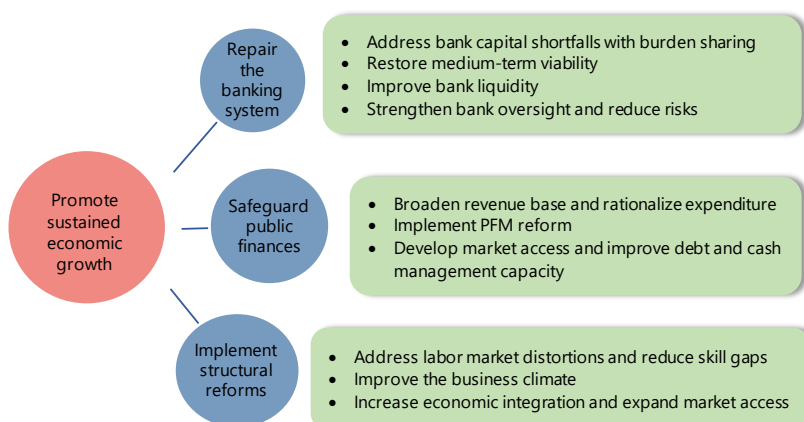 Promote
sustained
economic
growth
Repair
the
banking
system
• Address bank capital shortfalls with burden sharing
• Restore medium-term viability
• Improve bank liquidity
• Strengthen bank oversight and reduce risks
Safeguard
public
finances
• Broaden revenue base and rationalize expenditure
• Implement PFM reform
• Develop market access and improve debt and cash
management capacity
Implement
structural
reforms
• Address labor market distortions and reduce skill gaps
• Improve the business climate
• Increase economic integration and expand market access